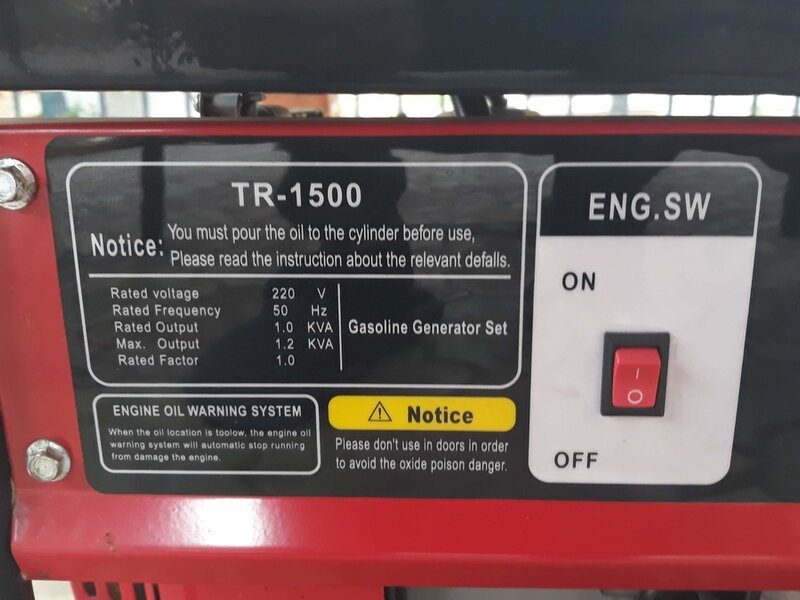 TR-1500
Notice: You must pour the oil to the cylinder before use,
Please read the instruction about the relevant defalls.
Rated voltage 220 V
Rated Frequency 50 Hz
Rated Output 1.0 KVA
Max. Output 1.2 KVA
Rated Factor 1.0
Gasoline Generator Set
ENGINE OIL WARNING SYSTEM
When the oil location is toolow, the engine oil
warning system will automatic stop running
from damage the engine.
Notice
Please don't use in doors in order
to avoid the oxide poison danger.
ENG.SW
ON
OFF